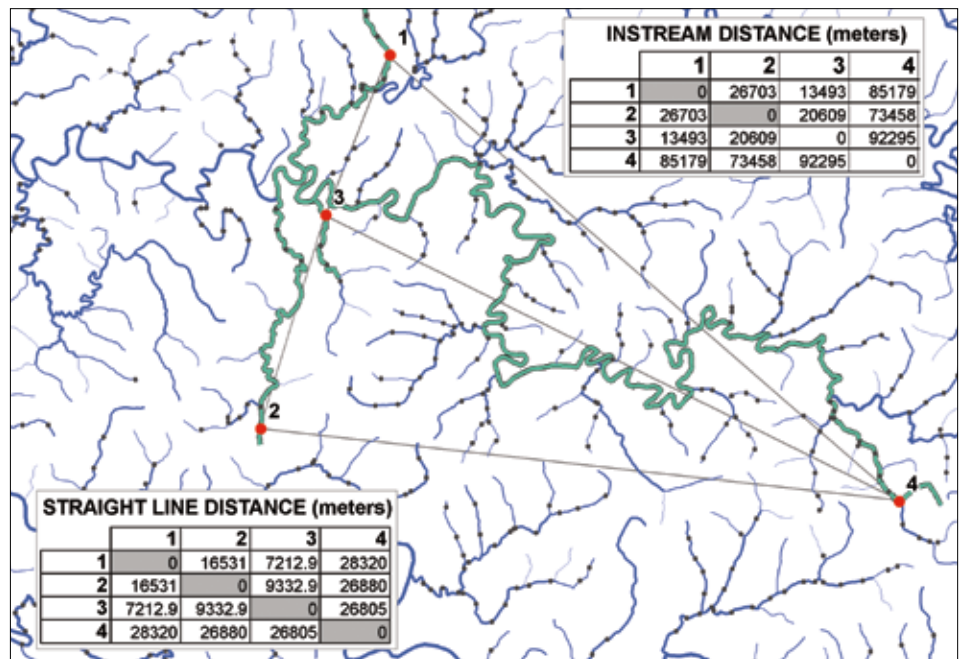 1
INSTREAM DISTANCE (meters)
1 2 3 4
1 0 26703 13493 85179
2 26703 0 20609 73458
3 13493 20609 0 92295
4 85179 73458 92295 0
3
2
4
STRAIGHT LINE DISTANCE (meters)
1 2 3 4
1 0 16531 7212.9 28320
2 16531 0 9332.9 26880
3 7212.9 9332.9 0 26805
4 28320 26880 26805 0